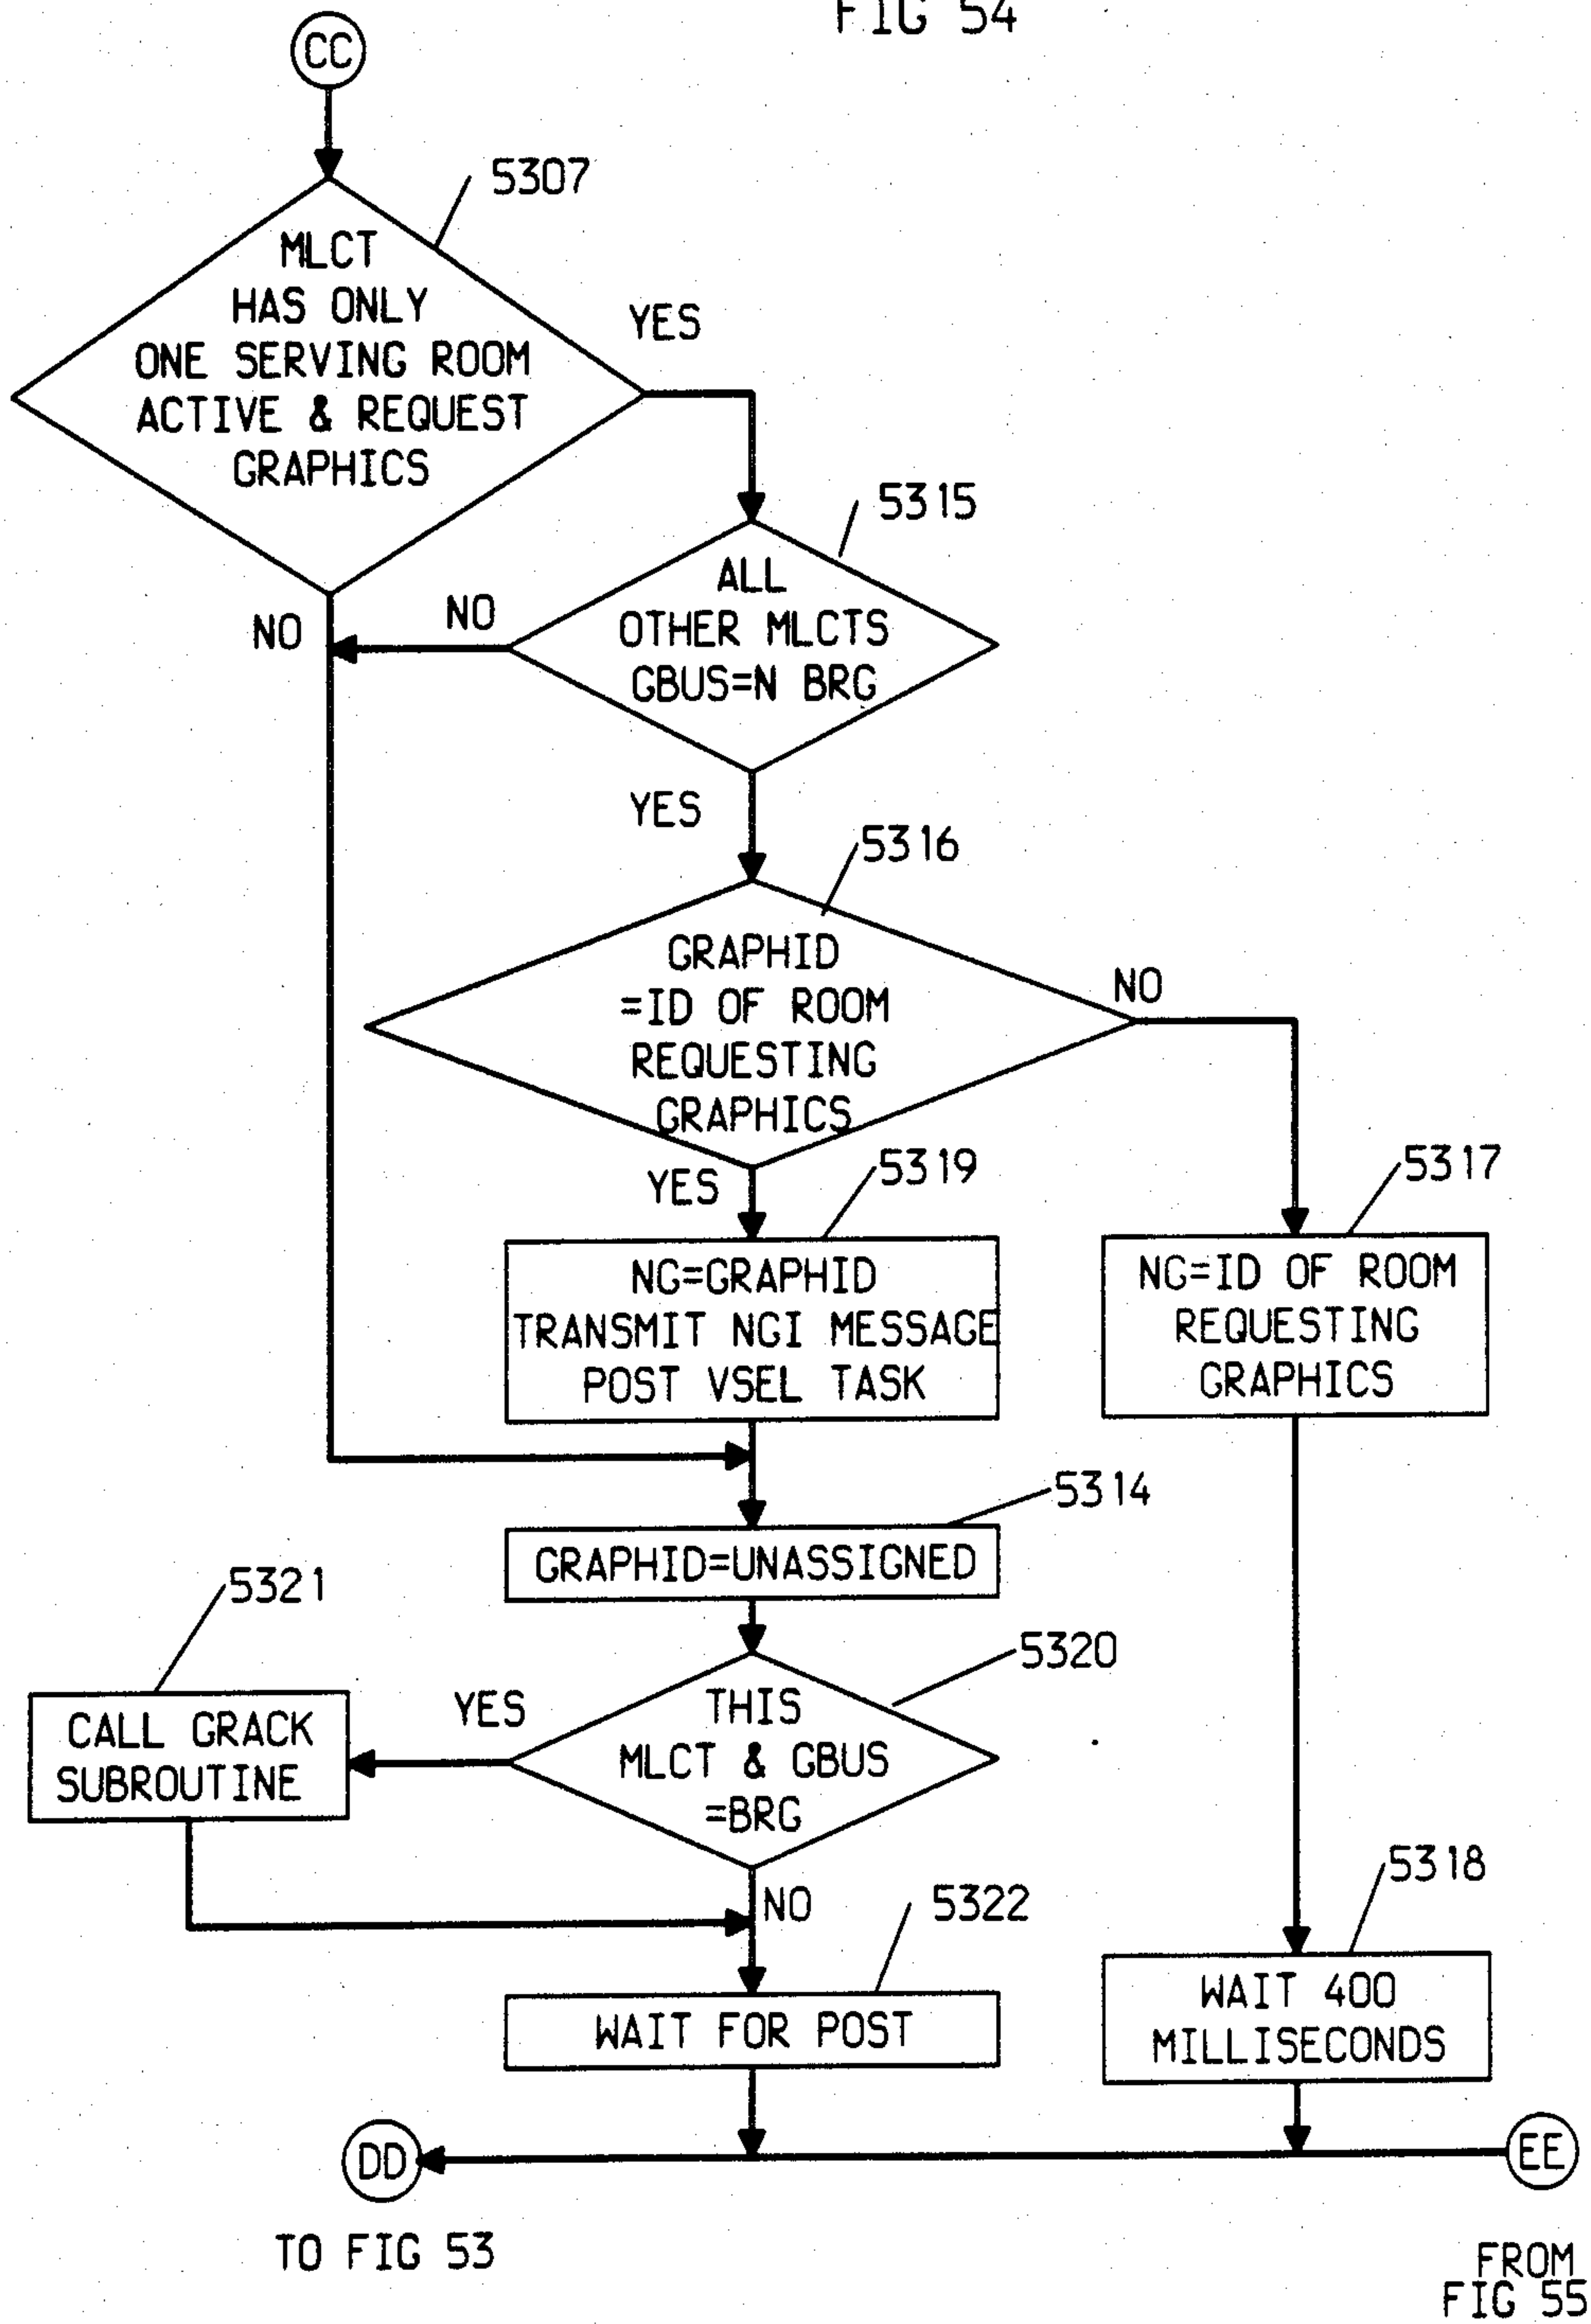 FIG 54
CC
5307
MLCT
HAS ONLY
ONE SERVING ROOM
ACTIVE & REQUEST
GRAPHICS
YES
5315
ALL
OTHER MLCTS
GBUS=N BRG
NO
NO
YES
5316
GRAPHID
=ID OF ROOM
REQUESTING
GRAPHICS
NO
YES
5319
5317
NG=GRAPHID
TRANSMIT NGI MESSAGE
POST VSEL TASK
NG=ID OF ROOM
REQUESTING
GRAPHICS
5314
GRAPHID=UNASSIGNED
5321
5320
CALL GRACK
SUBROUTINE
YES
THIS
MLCT & GBUS
=BRG
NO
5322
5318
WAIT FOR POST
WAIT 400
MILLISECONDS
DD
EE
TO FIG 53
FROM
FIG 55